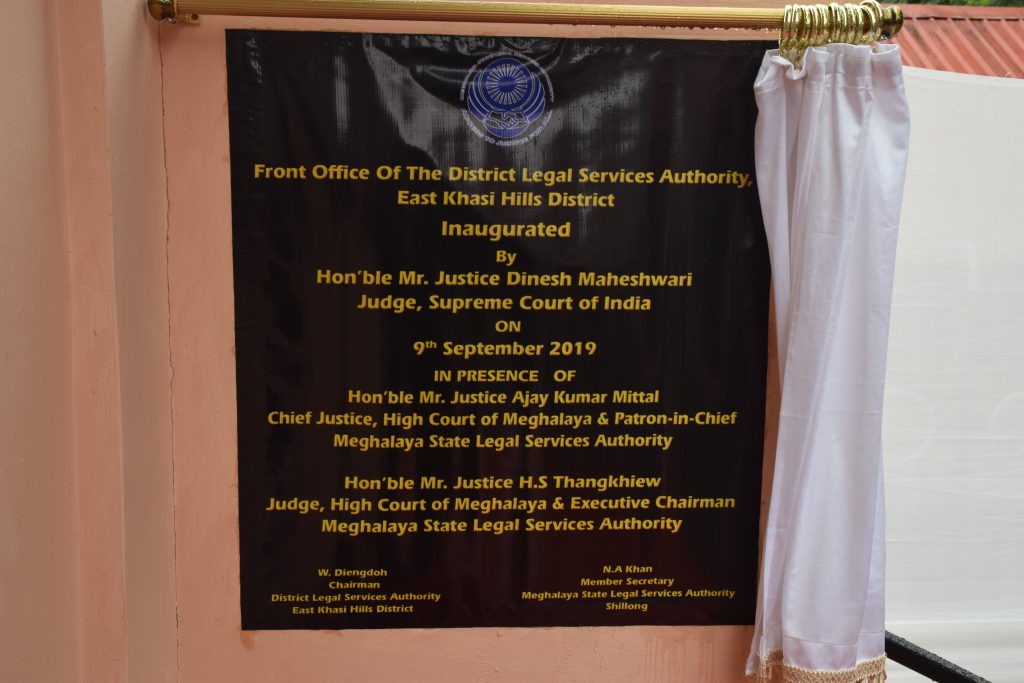 Front Office Of The District Legal Services Authority,
East Khasi Hills District
Inaugurated
By
Hon'ble Mr. Justice Dinesh Maheshwari
Judge, Supreme Court of India
ON
9th September 2019
IN PRESENCE OF
Hon'ble Mr. Justice Ajay Kumar Mittal
Chief Justice, High Court of Meghalaya & Patron-in-Chief
Meghalaya State Legal Services Authority
Hon'ble Mr. Justice H.S Thangkhiew
Judge, High Court of Meghalaya & Executive Chairman
Meghalaya State Legal Services Authority
W. Diengdoh
Chairman
District Legal Services Authority
East Khasi Hills District
N.A Khan
Member Secretary
Meghalaya State Legal Services Authority
Shillong